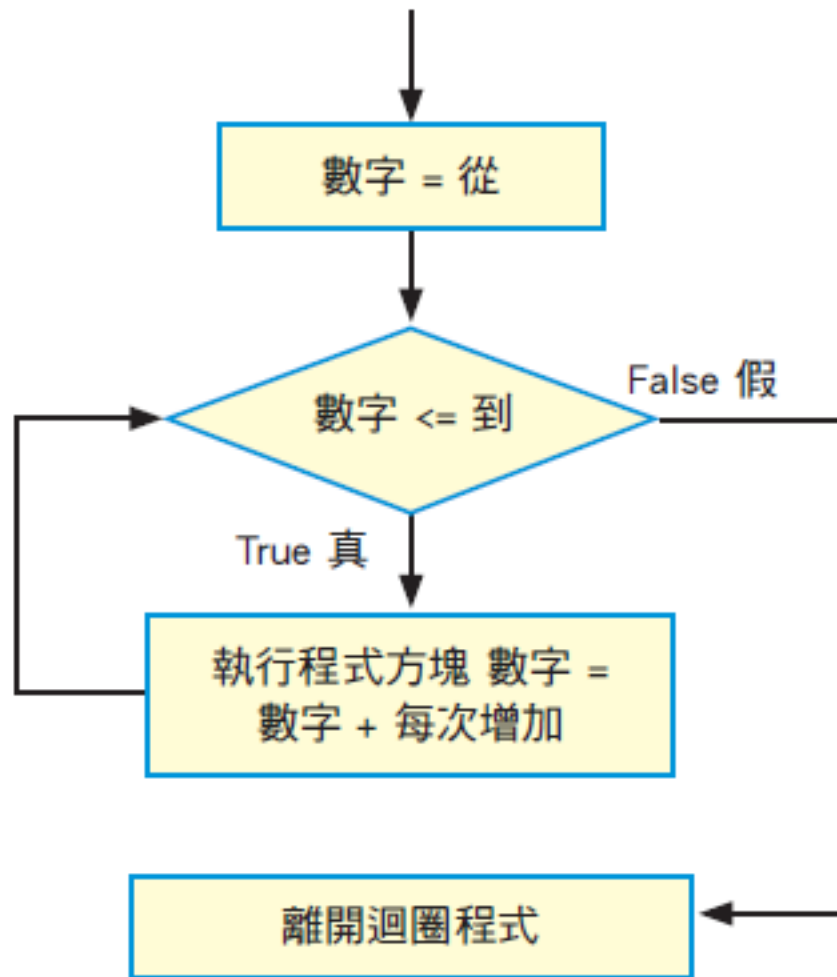 數字 = 從
數字 <= 到
False 假
True 真
執行程式方塊 數字 =
數字 + 每次增加
離開迴圈程式